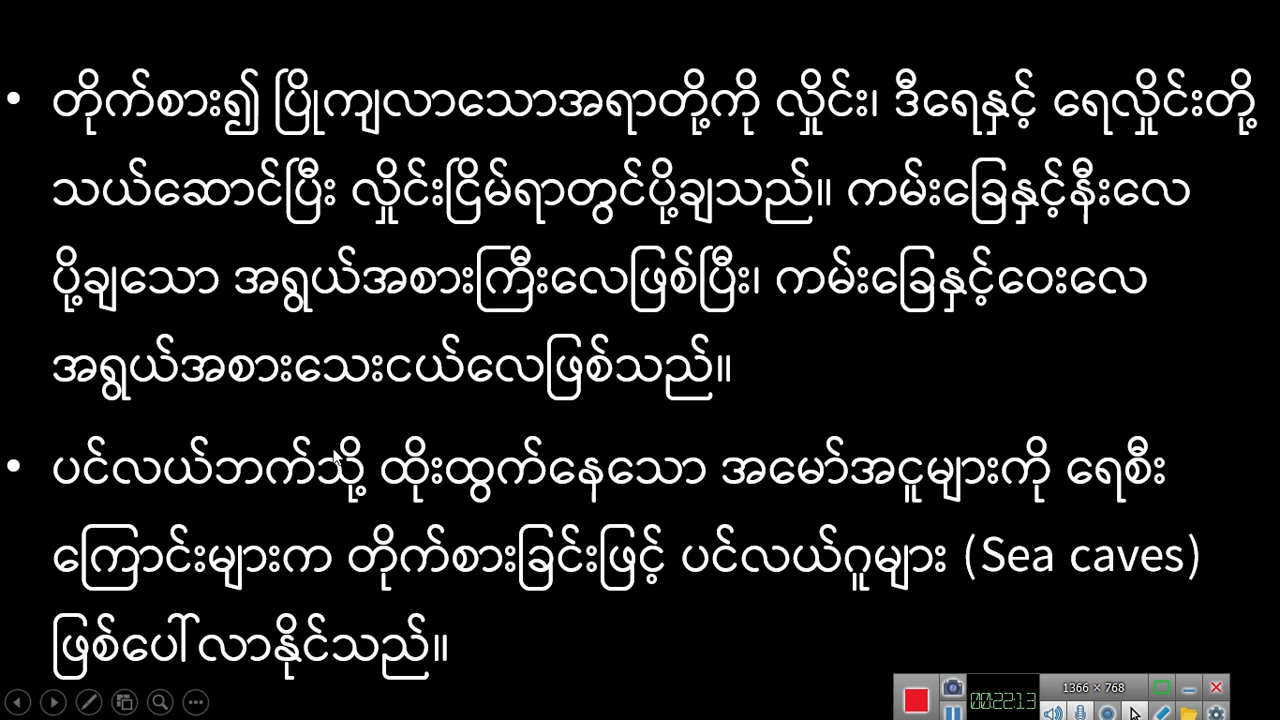 • တိုက်စား၍ ပြိုကျလာသောအရာတို့ကို လှိုင်း၊ ဒီရေနှင့် ရေလှိုင်းတို့
သယ်ဆောင်ပြီး လှိုင်းငြိမ်ရာတွင်ပို့ချသည်။ ကမ်းခြေနှင့်နီးလေ
ပို့ချသော အရွယ်အစားကြီးလေဖြစ်ပြီး၊ ကမ်းခြေနှင့်ဝေးလေ
အရွယ်အစားသေးငယ်လေဖြစ်သည်။
• ပင်လယ်ဘက်သို့ ထိုးထွက်နေသော အမော်အငူများကို ရေစီး
ကြောင်းများက တိုက်စားခြင်းဖြင့် ပင်လယ်ဂူများ (Sea caves)
ဖြစ်ပေါ်လာနိုင်သည်။
00:22:13
1366 × 768